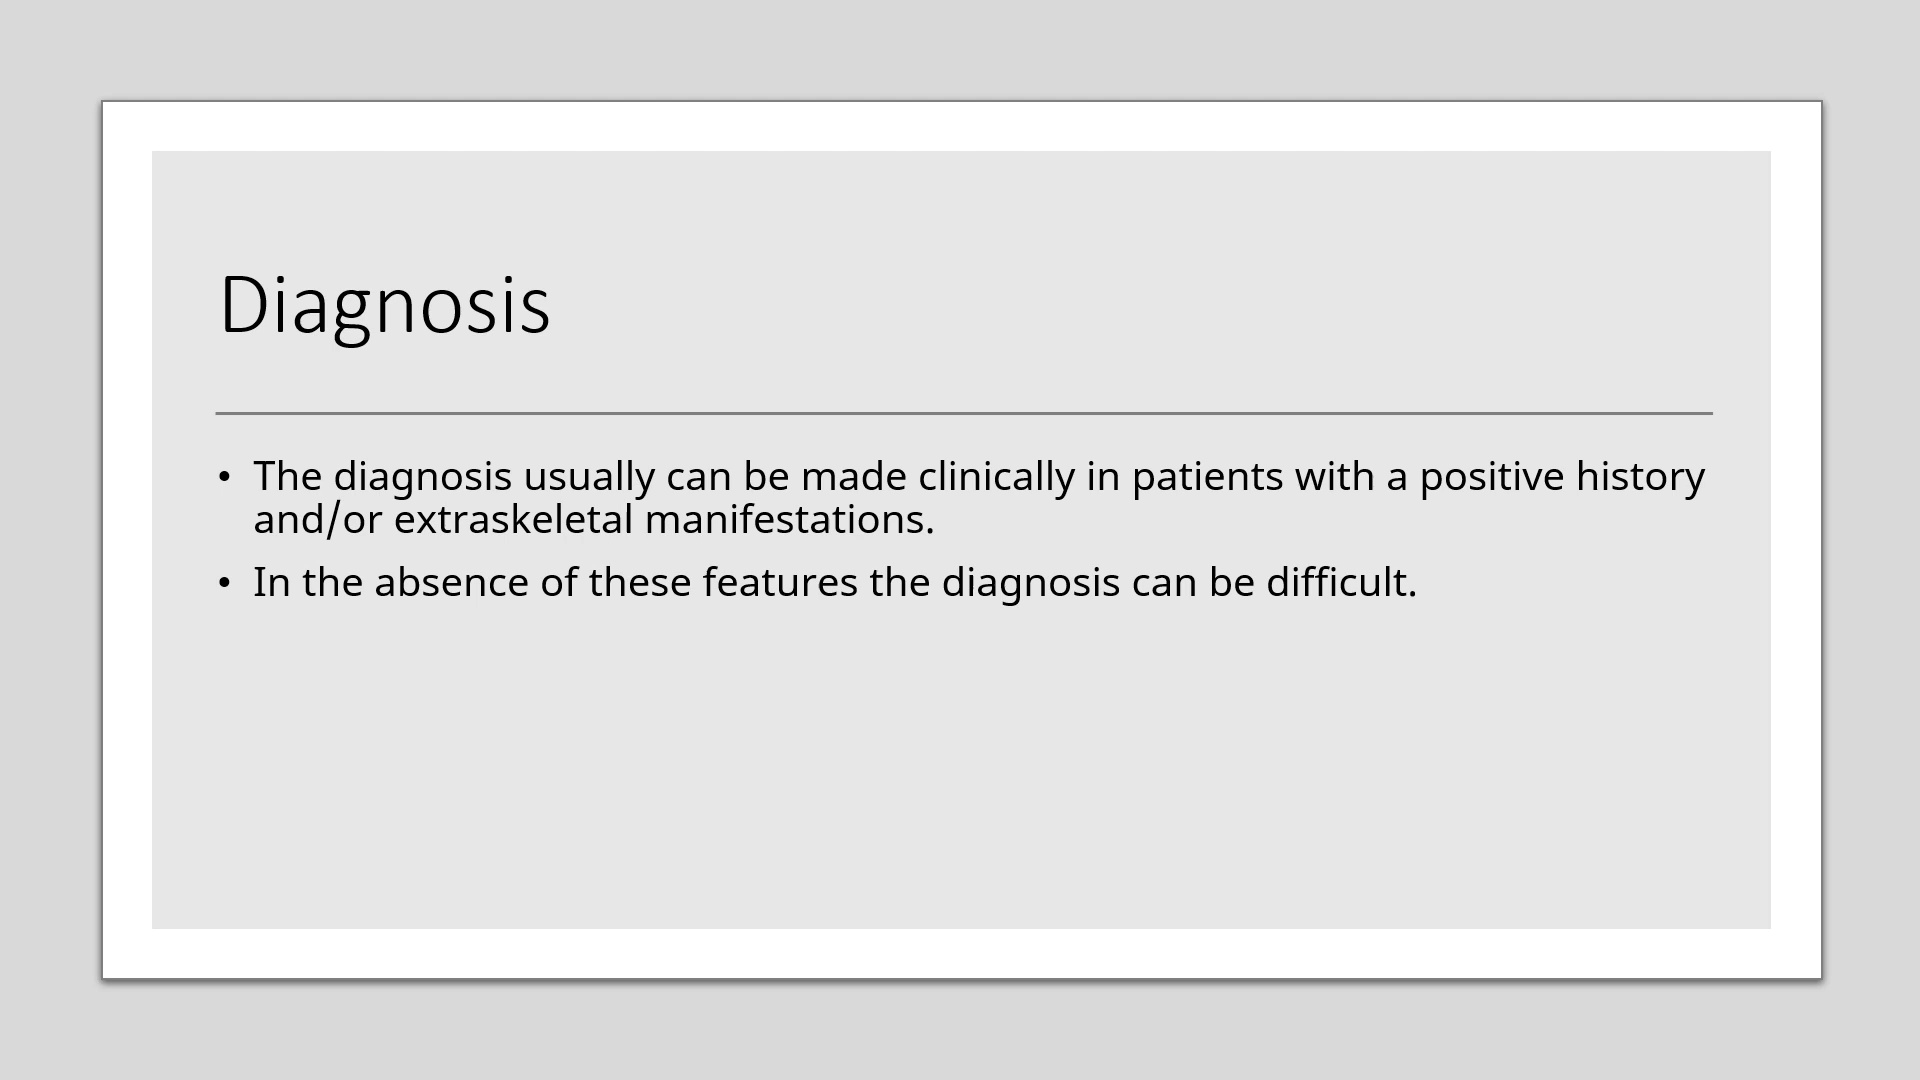 Diagnosis
• The diagnosis usually can be made clinically in patients with a positive history
and/or extraskeletal manifestations.
• In the absence of these features the diagnosis can be difficult.